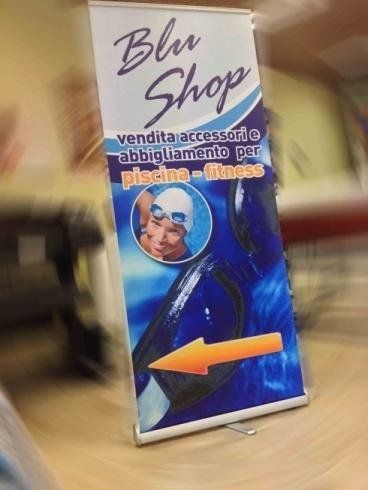 Blu
Shop
vendita accessori e
abbigliamento per
piscina - fitness